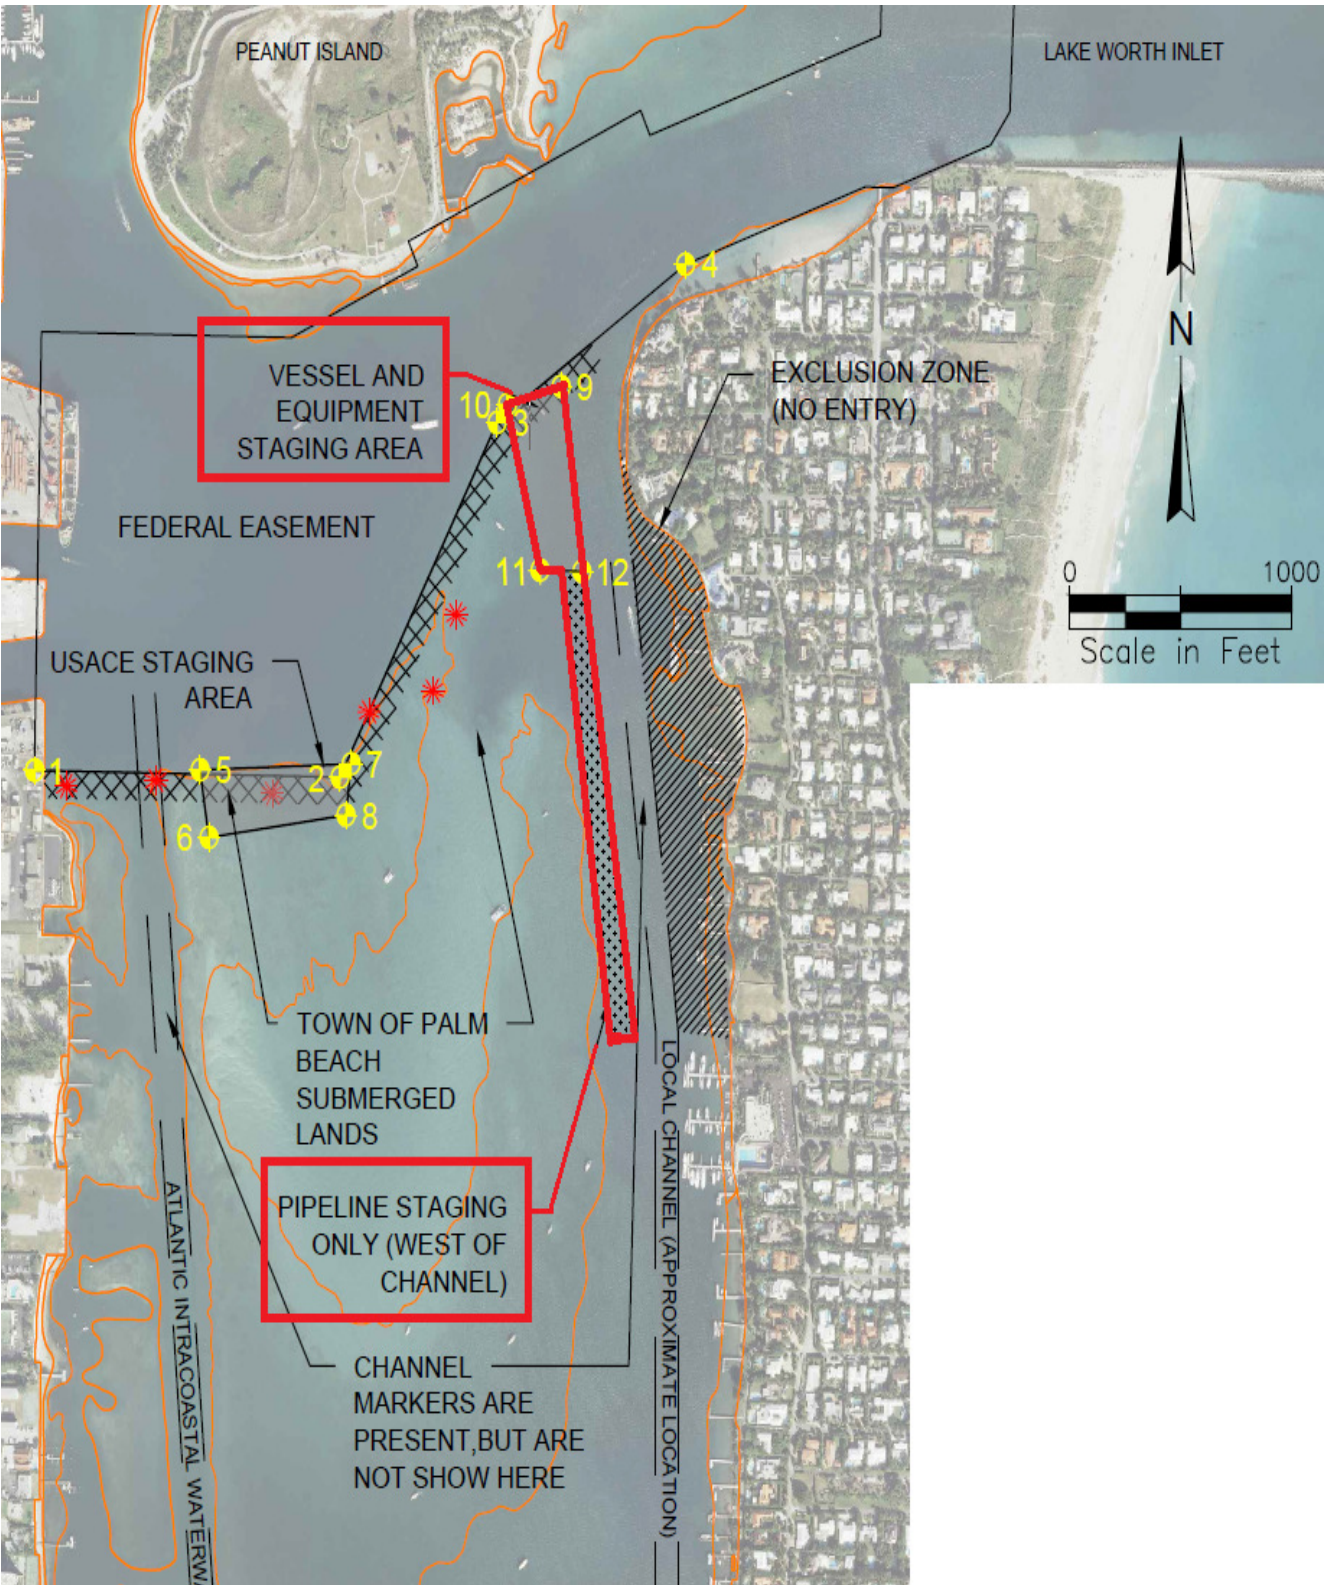 PEANUT ISLAND
LAKE WORTH INLET
4
N
VESSEL AND
EQUIPMENT
STAGING AREA
EXCLUSION ZONE
(NO ENTRY)
9
10
3
FEDERAL EASEMENT
11
12
0
1000
Scale in Feet
USACE STAGING
AREA
1
5
2
7
6
8
TOWN OF PALM
BEACH
SUBMERGED
LANDS
PIPELINE STAGING
ONLY (WEST OF
CHANNEL)
CHANNEL
MARKERS ARE
PRESENT,BUT ARE
NOT SHOW HERE
ATLANTIC INTRACOASTAL WATERWA
LOCAL CHANNEL (APPROXIMATE LOCATION)